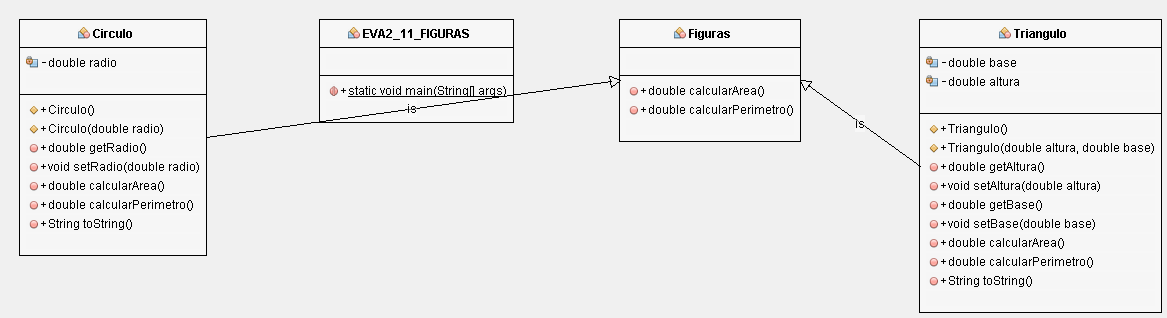 Circulo
- double radio
+ Circulo()
+ Circulo(double radio)
+ double getRadio()
+ void setRadio(double radio)
+ double calcularArea()
+ double calcularPerimetro()
+ String toString()
EVA2_11_FIGURAS
+ static void main(String[] args)
is
Figuras
+ double calcularArea()
+ double calcularPerimetro()
is
Triangulo
- double base
- double altura
+ Triangulo()
+ Triangulo(double altura, double base)
+ double getAltura()
+ void setAltura(double altura)
+ double getBase()
+ void setBase(double base)
+ double calcularArea()
+ double calcularPerimetro()
+ String toString()